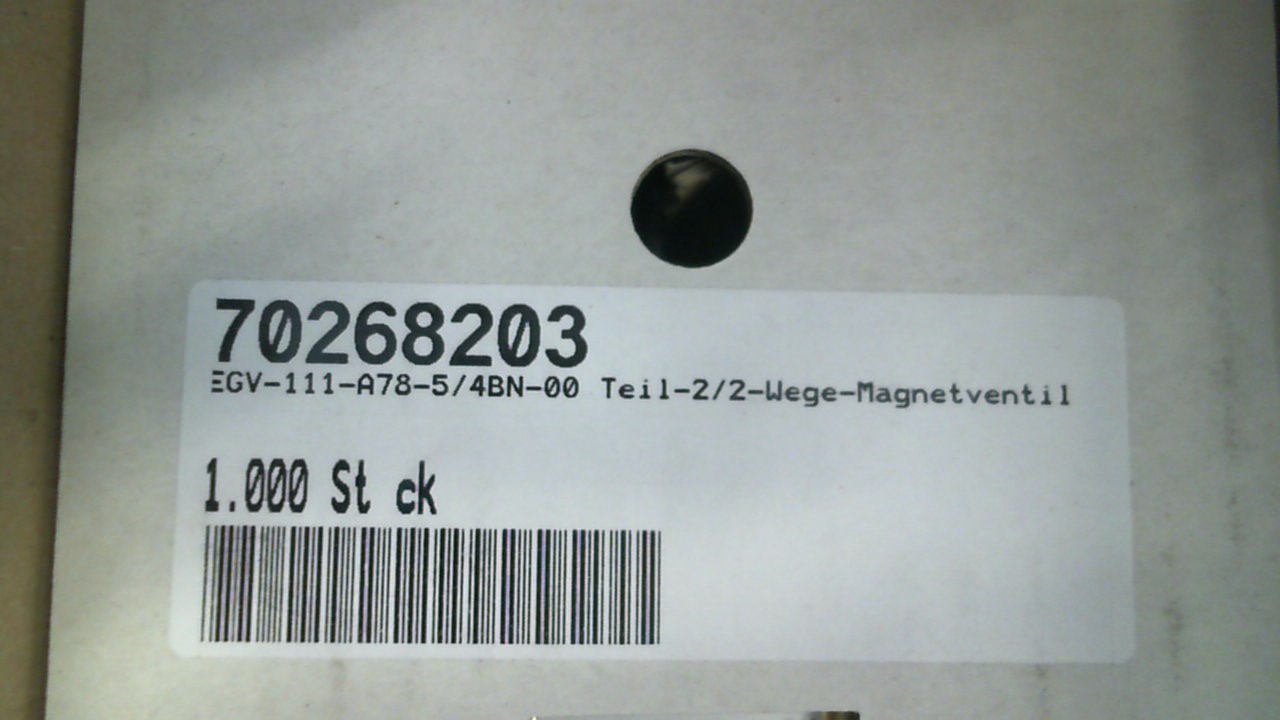 70268203
EGV-111-A78-5/4BN-00 Teil-2/2-Wege-Magnetventil
1.000 St ck